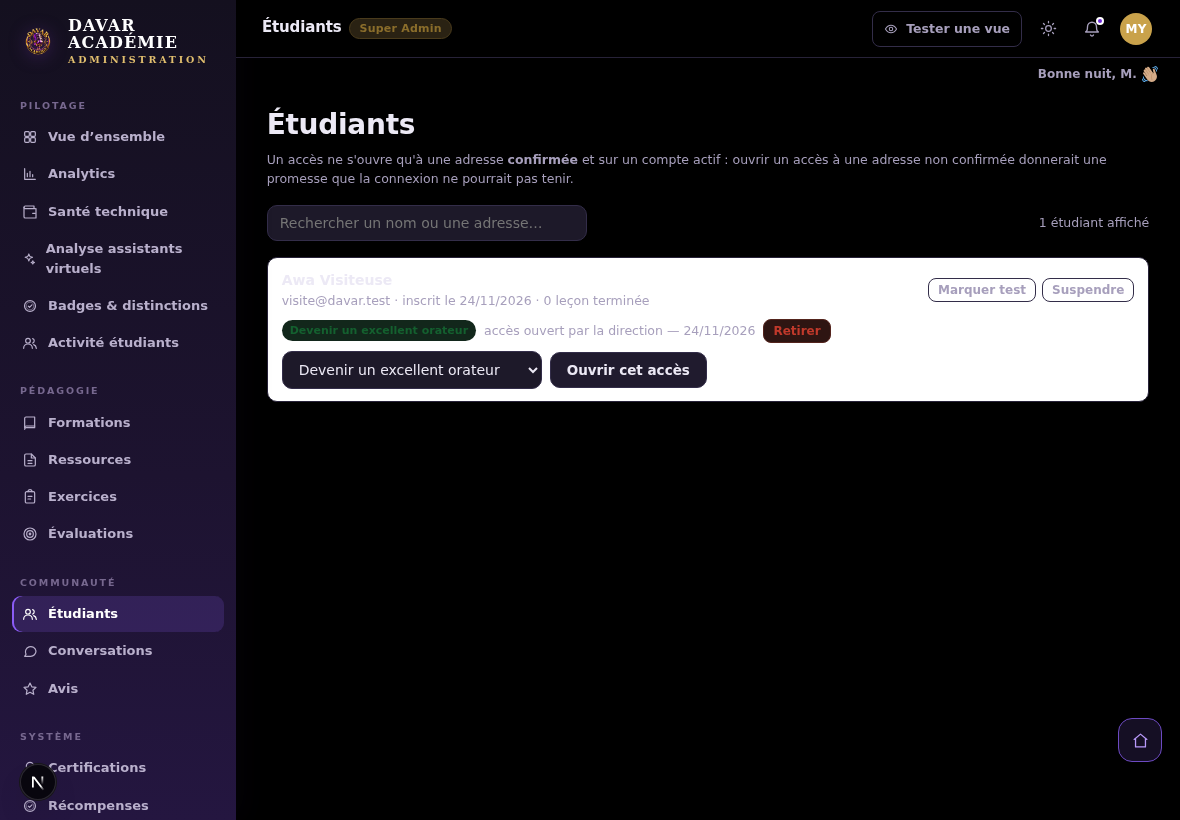 DAVAR
ACADÉMIE
ADMINISTRATION
PILOTAGE
Vue d’ensemble
Analytics
Santé technique
Analyse assistants
virtuels
Badges & distinctions
Activité étudiants
PÉDAGOGIE
Formations
Ressources
Exercices
Évaluations
COMMUNAUTÉ
Étudiants
Conversations
Avis
SYSTÈME
Certifications
Récompenses
Étudiants
Super Admin
Tester une vue
MY
Bonne nuit, M.
Étudiants
Un accès ne s'ouvre qu'à une adresse confirmée et sur un compte actif : ouvrir un accès à une adresse non confirmée donnerait une
promesse que la connexion ne pourrait pas tenir.
Rechercher un nom ou une adresse…
1 étudiant affiché
Awa Visiteuse
visite@davar.test · inscrit le 24/11/2026 · 0 leçon terminée
Marquer test
Suspendre
Devenir un excellent orateur
accès ouvert par la direction — 24/11/2026
Retirer
Devenir un excellent orateur
Ouvrir cet accès
N